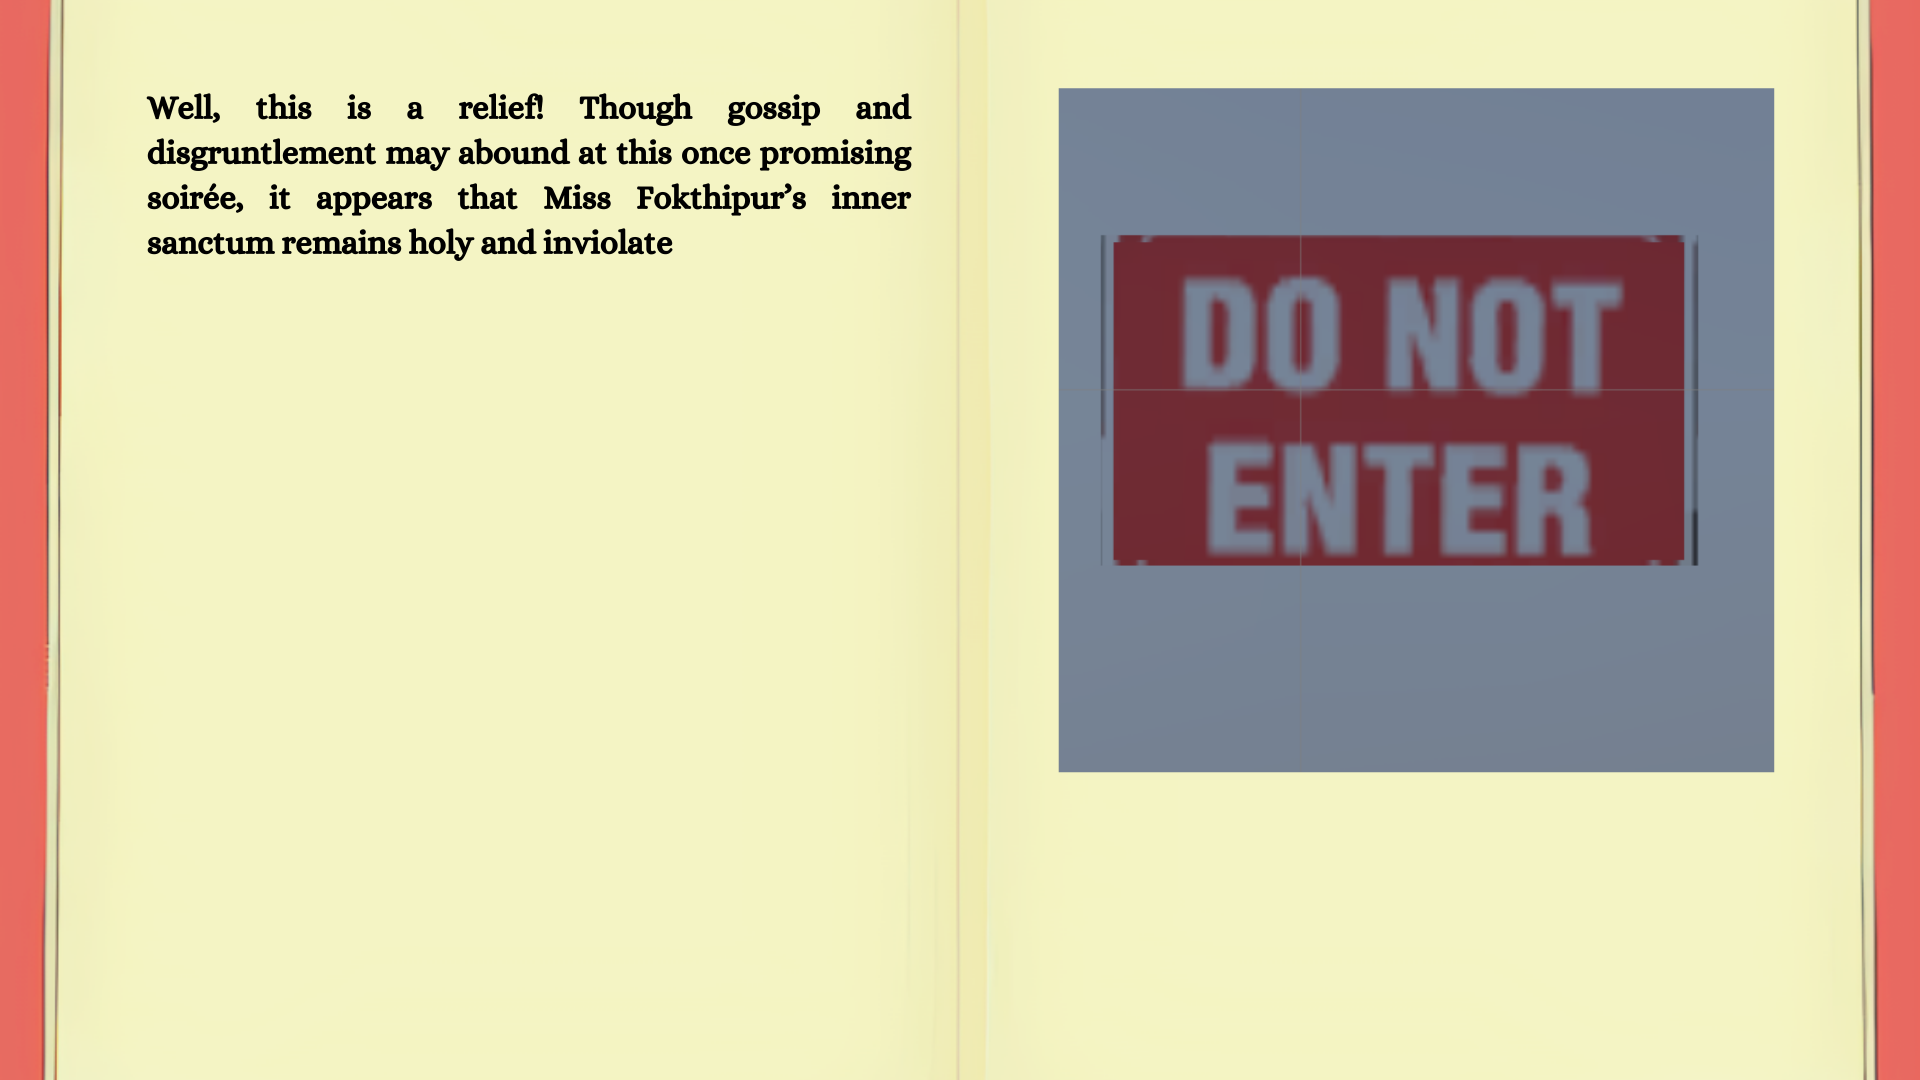 Well, this is a relief! Though gossip and
disgruntlement may abound at this once promising
soirée, it appears that Miss Fokthipur’s inner
sanctum remains holy and inviolate
DO NOT
ENTER